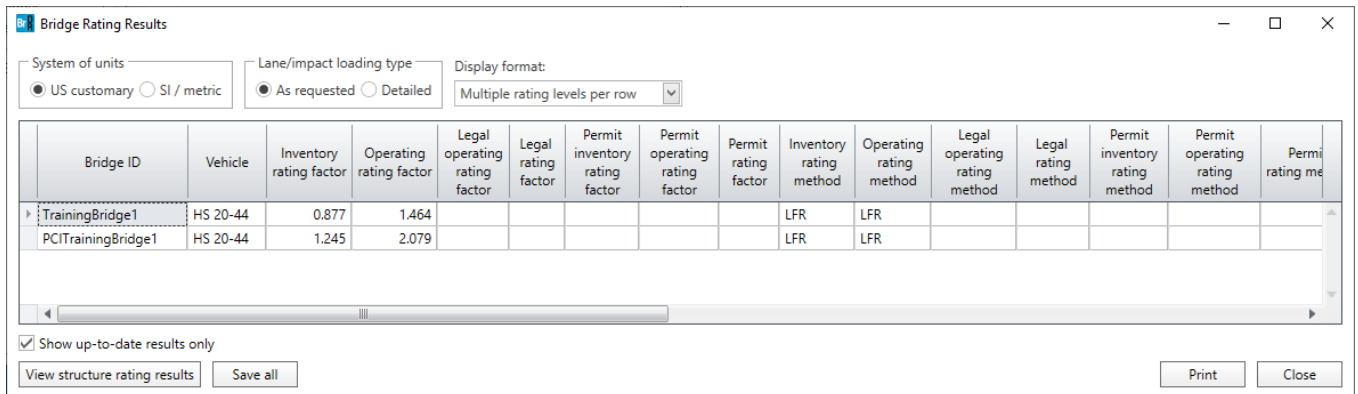 Br Bridge Rating Results
System of units
US customary SI / metric
Lane/impact loading type
As requested Detailed
Display format:
Multiple rating levels per row
Bridge ID
Vehicle
Inventory
rating factor
Operating
rating factor
Legal
operating
rating
factor
Legal
rating
factor
Permit
inventory
rating
factor
Permit
operating
rating
factor
Permit
rating
factor
Inventory
rating
method
Operating
rating
method
Legal
operating
rating
method
Legal
rating
method
Permit
inventory
rating
method
Permit
operating
rating
method
Permi
rating me
TrainingBridge1 HS 20-44 0.877 1.464 LFR LFR
PCITrainingBridge1 HS 20-44 1.245 2.079 LFR LFR
Show up-to-date results only
View structure rating results Save all Print Close